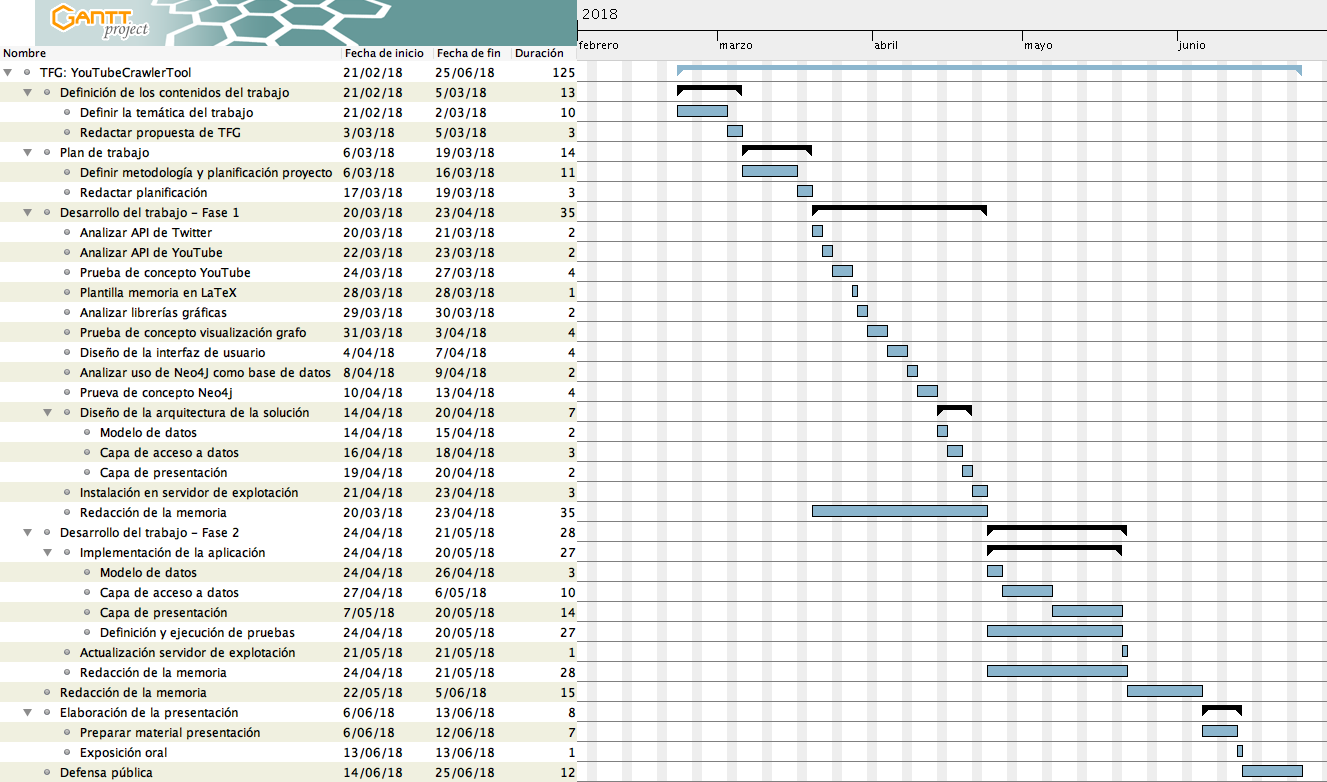 GANTT
project
2018
febrero marzo abril mayo junio
Nombre Fecha de inicio Fecha de fin Duración
TFG: YouTubeCrawlerTool 21/02/18 25/06/18 125
Definición de los contenidos del trabajo 21/02/18 5/03/18 13
Definir la temática del trabajo 21/02/18 2/03/18 10
Redactar propuesta de TFG 3/03/18 5/03/18 3
Plan de trabajo 6/03/18 19/03/18 14
Definir metodología y planificación proyecto 6/03/18 16/03/18 11
Redactar planificación 17/03/18 19/03/18 3
Desarrollo del trabajo – Fase 1 20/03/18 23/04/18 35
Analizar API de Twitter 20/03/18 21/03/18 2
Analizar API de YouTube 22/03/18 23/03/18 2
Prueba de concepto YouTube 24/03/18 27/03/18 4
Plantilla memoria en LaTeX 28/03/18 28/03/18 1
Analizar librerías gráficas 29/03/18 30/03/18 2
Prueba de concepto visualización grafo 31/03/18 3/04/18 4
Diseño de la interfaz de usuario 4/04/18 7/04/18 4
Analizar uso de Neo4J como base de datos 8/04/18 9/04/18 2
Prueva de concepto Neo4j 10/04/18 13/04/18 4
Diseño de la arquitectura de la solución 14/04/18 20/04/18 7
Modelo de datos 14/04/18 15/04/18 2
Capa de acceso a datos 16/04/18 18/04/18 3
Capa de presentación 19/04/18 20/04/18 2
Instalación en servidor de explotación 21/04/18 23/04/18 3
Redacción de la memoria 20/03/18 23/04/18 35
Desarrollo del trabajo – Fase 2 24/04/18 21/05/18 28
Implementación de la aplicación 24/04/18 20/05/18 27
Modelo de datos 24/04/18 26/04/18 3
Capa de acceso a datos 27/04/18 6/05/18 10
Capa de presentación 7/05/18 20/05/18 14
Definición y ejecución de pruebas 24/04/18 20/05/18 27
Actualización servidor de explotación 21/05/18 21/05/18 1
Redacción de la memoria 24/04/18 21/05/18 28
Redacción de la memoria 22/05/18 5/06/18 15
Elaboración de la presentación 6/06/18 13/06/18 8
Preparar material presentación 6/06/18 12/06/18 7
Exposición oral 13/06/18 13/06/18 1
Defensa pública 14/06/18 25/06/18 12